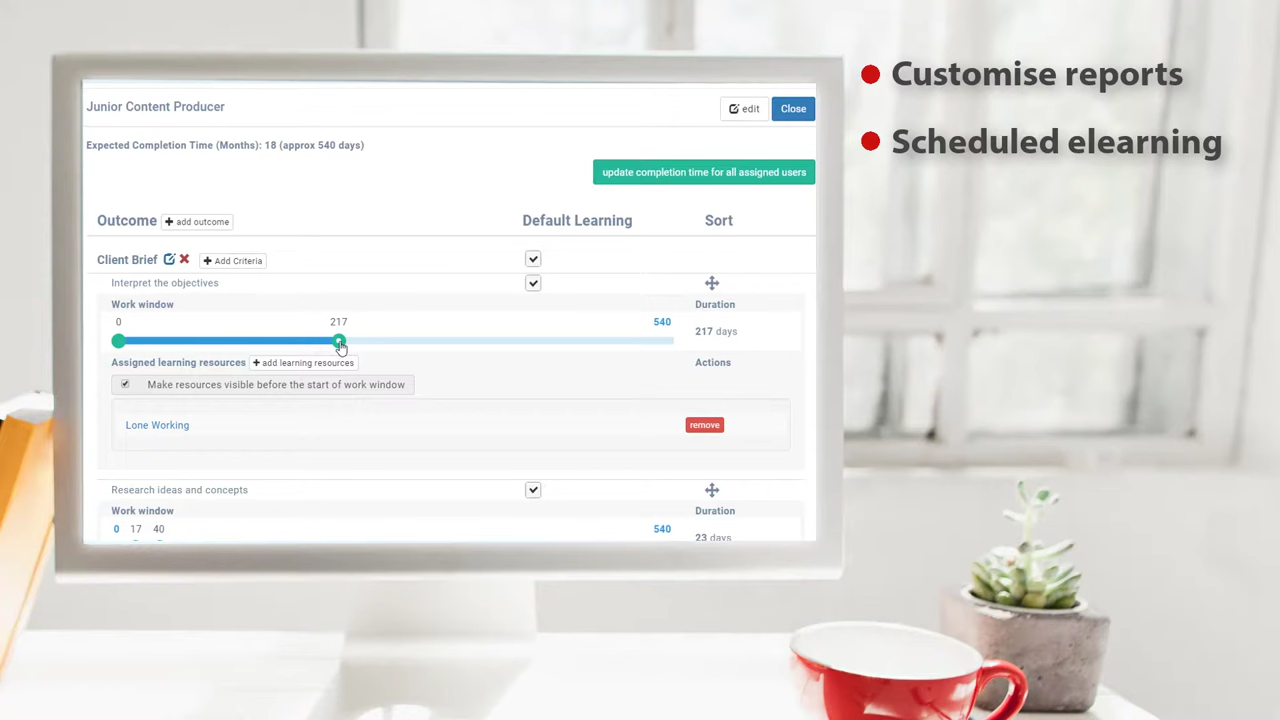 Customise reports
Scheduled elearning
Junior Content Producer
edit
Close
Expected Completion Time (Months): 18 (approx 540 days)
update completion time for all assigned users
Outcome + add outcome Default Learning Sort
Client Brief + Add Criteria
Interpret the objectives
Work window Duration
0 217 540
217 days
Assigned learning resources + add learning resources Actions
Make resources visible before the start of work window
Lone Working remove
Research ideas and concepts
Work window Duration
0 17 40 540
23 days